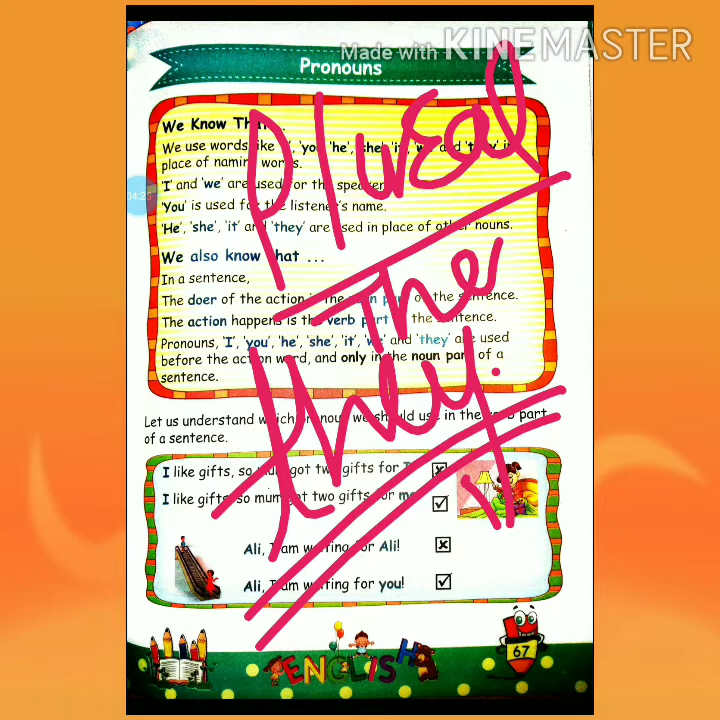 Made with KINEMASTER
Pronouns
We Know That...
We use words like 'I', 'you', 'he', 'she', 'it', 'we' and 'they' in
place of naming words.
'I' and 'we' are used for the speaker
'You' is used for the listener's name.
'He', 'she', 'it' and 'they' are used in place of other nouns.
We also know that ...
In a sentence,
The doer of the action is the noun part of the sentence.
The action happens is the verb part of the sentence.
Pronouns, 'I', 'you', 'he', 'she', 'it', 'we' and 'they' are used
before the action word, and only in the noun part of a
sentence.
Let us understand which pronoun we should use in the verb part
of a sentence.
I like gifts, so mum got two gifts for I.
I like gifts, so mum got two gifts for me.
Ali, I am waiting for Ali!
Ali, I am waiting for you!
ENGLISH
67
04:25
Plureal
The
they.